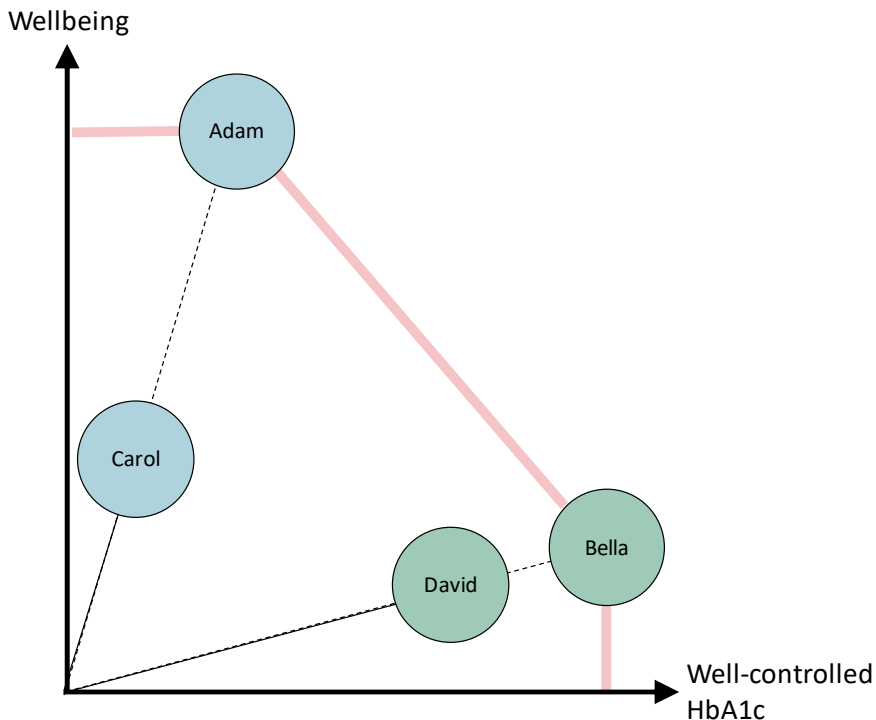 Wellbeing
Adam
Carol
Bella
David
Well-controlled
HbA1c